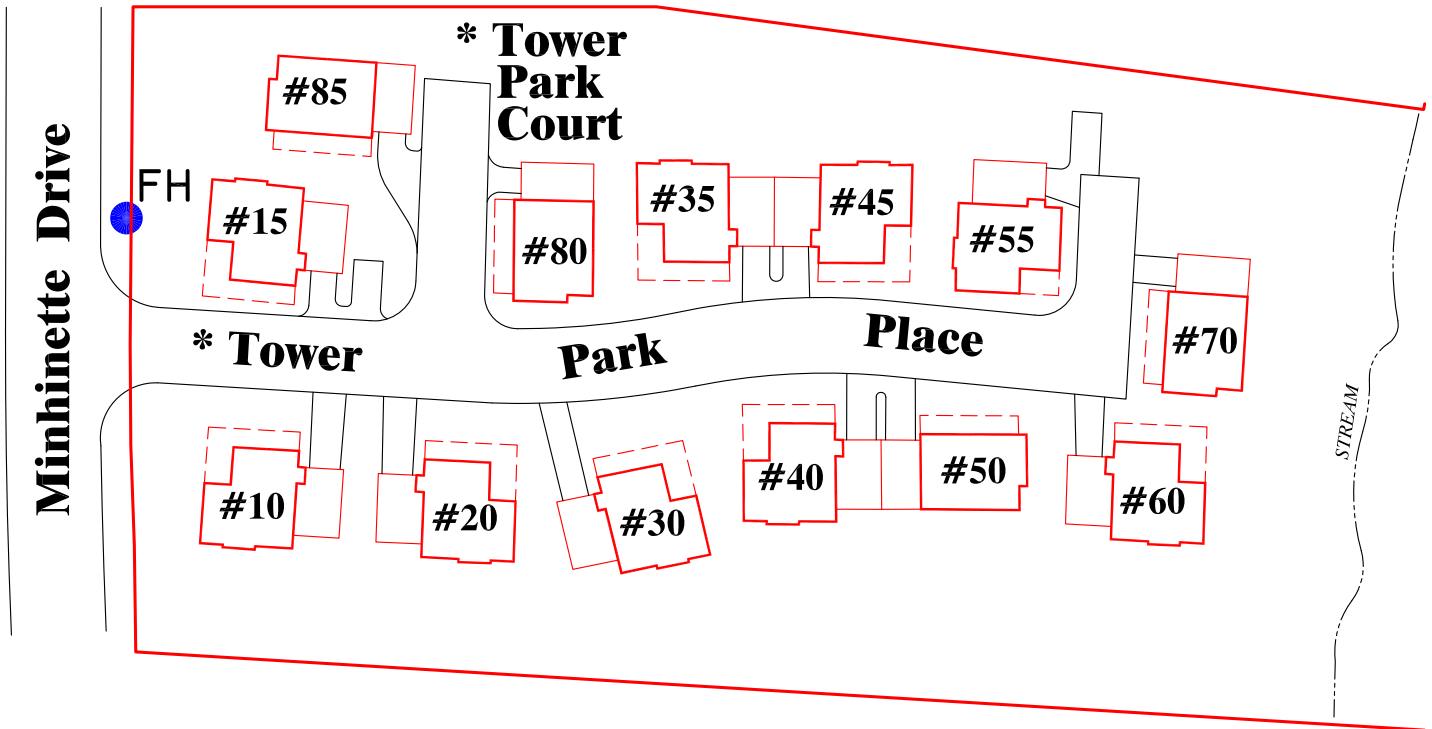 * Tower
Park
Court
#85
Minhinette Drive
FH
#15
#80
#35
#45
#55
* Tower Park Place
#70
STREAM
#10
#20
#30
#40
#50
#60